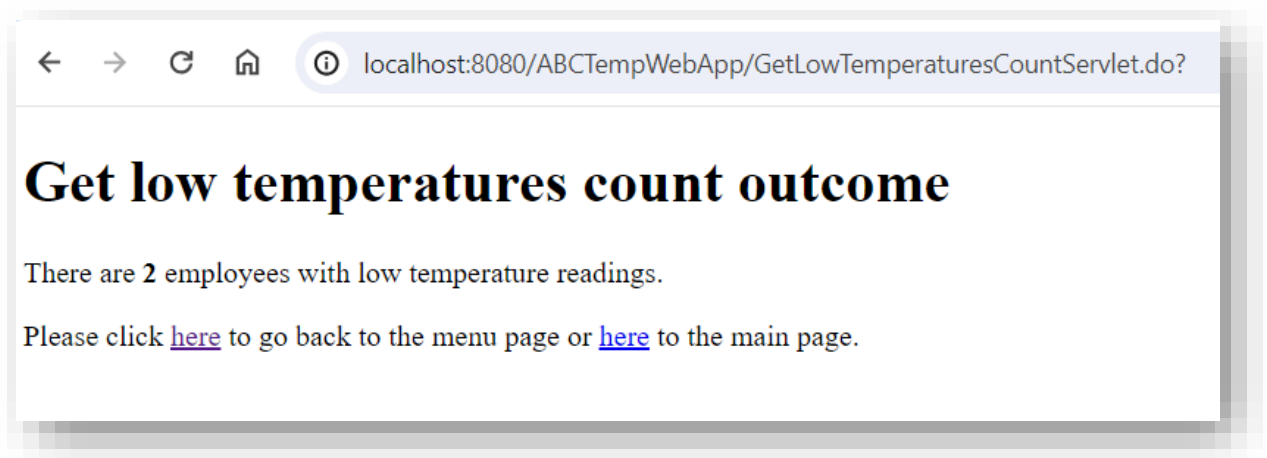 localhost:8080/ABCTempWebApp/GetLowTemperaturesCountServlet.do?
Get low temperatures count outcome
There are 2 employees with low temperature readings.
Please click here to go back to the menu page or here to the main page.